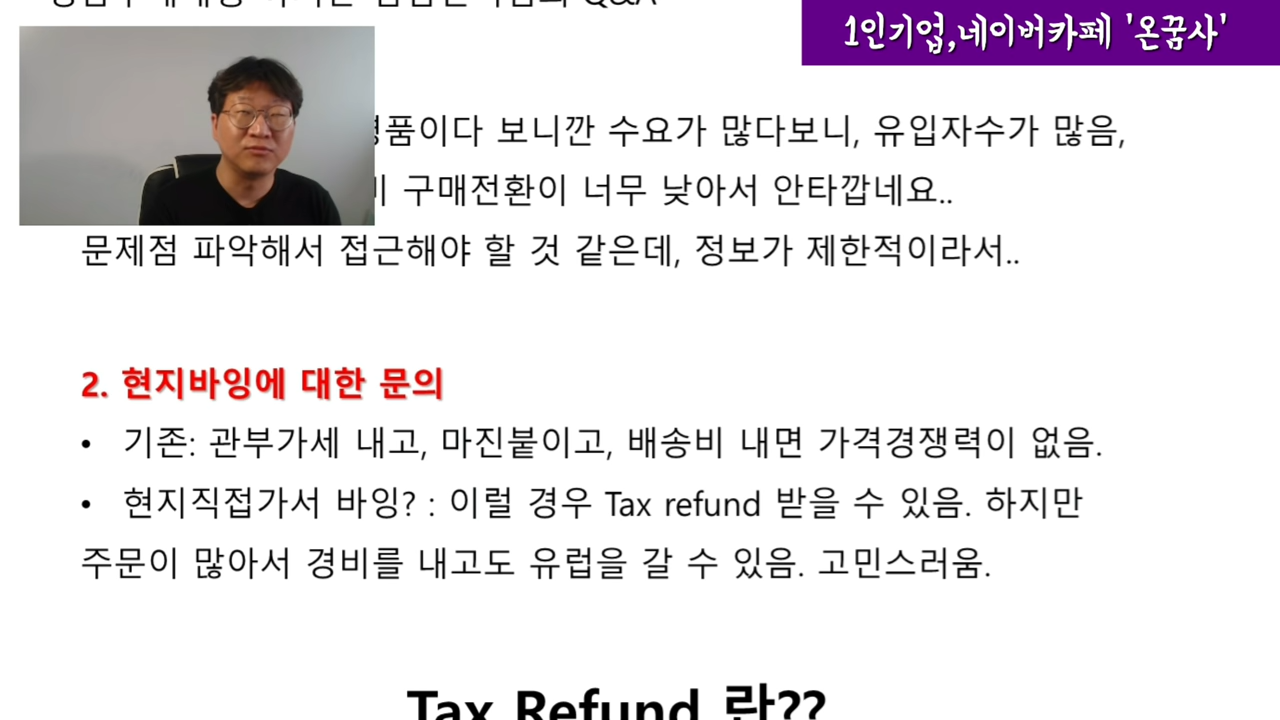 Q&A
1인기업,네이버카페 '온꿈사'
명품이다 보니깐 수요가 많다보니, 유입자수가 많음,
구매전환이 너무 낮아서 안타깝네요..
문제점 파악해서 접근해야 할 것 같은데, 정보가 제한적이라서..
2. 현지바잉에 대한 문의
• 기존: 관부가세 내고, 마진붙이고, 배송비 내면 가격경쟁력이 없음.
• 현지직접가서 바잉? : 이럴 경우 Tax refund 받을 수 있음. 하지만
주문이 많아서 경비를 내고도 유럽을 갈 수 있음. 고민스러움.
Tax Refund 란??